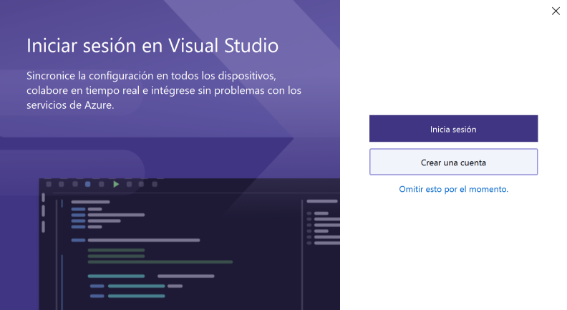 Iniciar sesión en Visual Studio
Sincronice la configuración en todos los dispositivos,
colabore en tiempo real e intégrese sin problemas con los
servicios de Azure.
Inicia sesión
Crear una cuenta
Omitir esto por el momento.